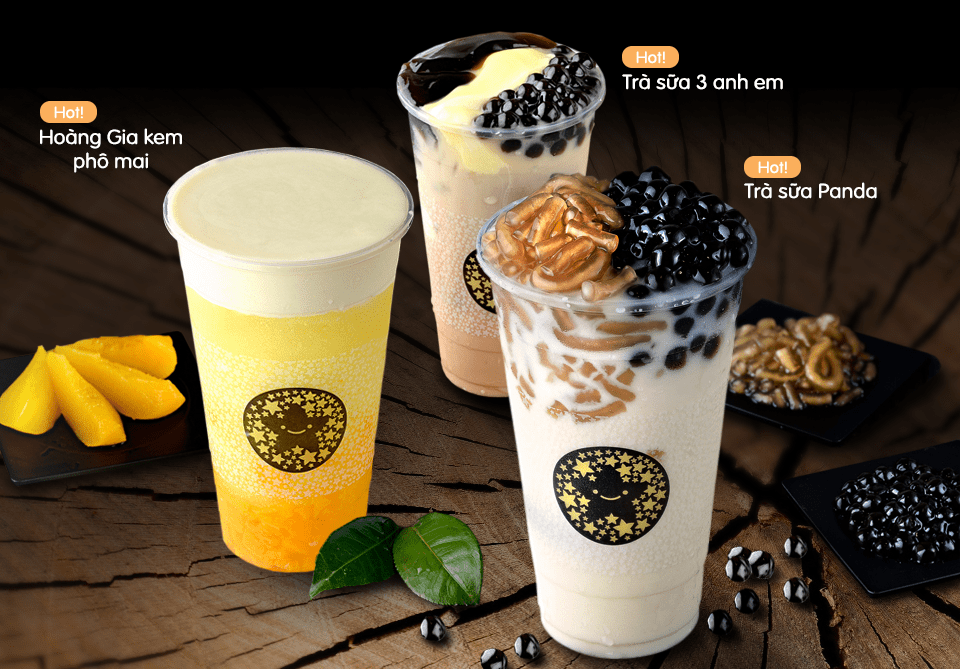 Hot!
Trà sữa 3 anh em
Hot!
Hoàng Gia kem
phô mai
Hot!
Trà sữa Panda